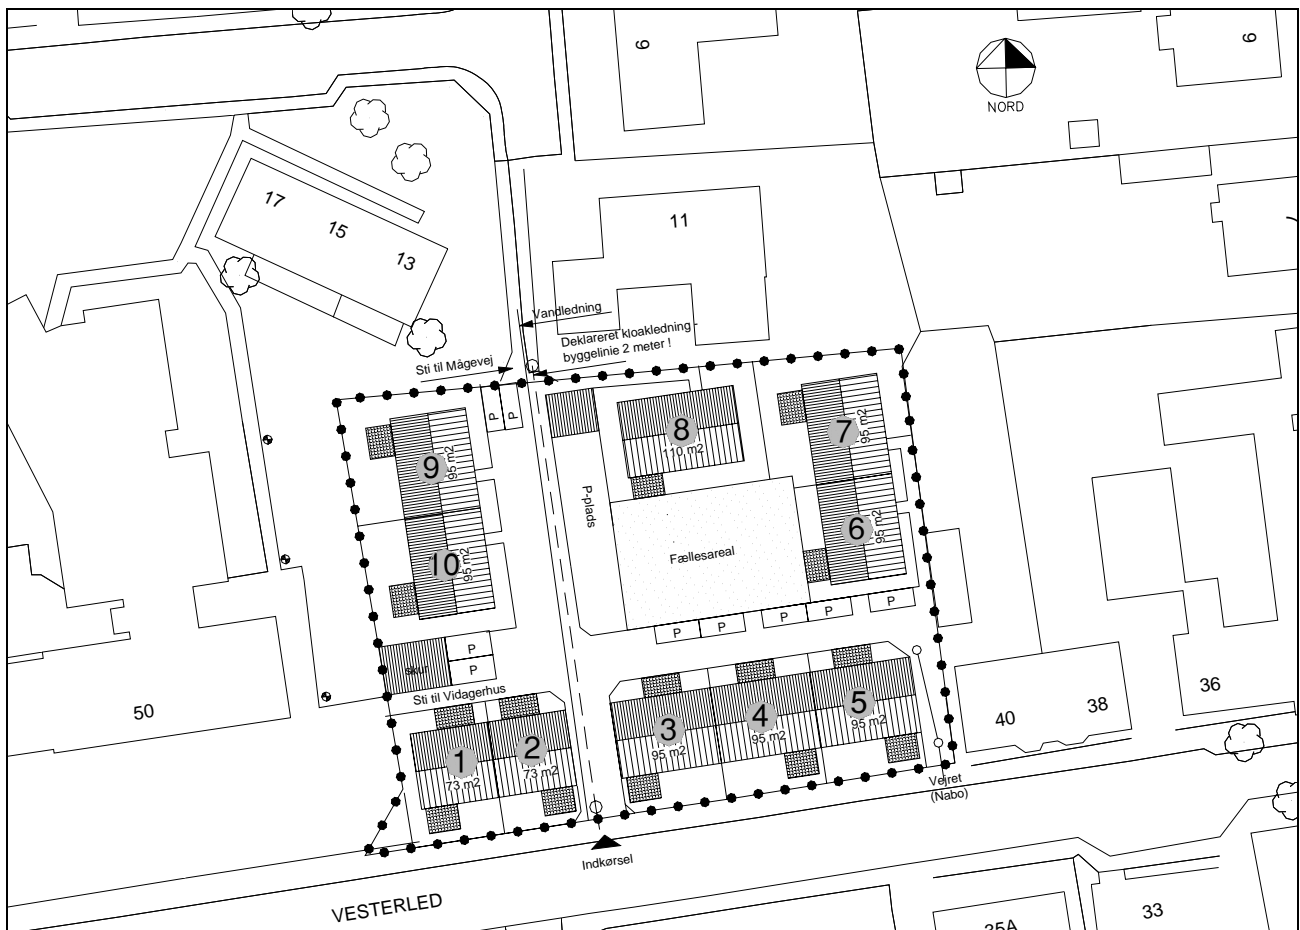 6
6
NORD
17
15
13
11
Vandledning
Deklareret kloakledning -
byggelinie 2 meter !
Sti til Mågevej
P
P
8
110 m2
7
95 m2
9
95 m2
P-plads
6
95 m2
Fællesareal
10
95 m2
P
P
P
P
P
P
P
skur
Sti til Vidagerhus
50
1
73 m2
2
73 m2
3
95 m2
4
95 m2
5
95 m2
40
38
36
Vejret
(Nabo)
Indkørsel
VESTERLED
35A
33